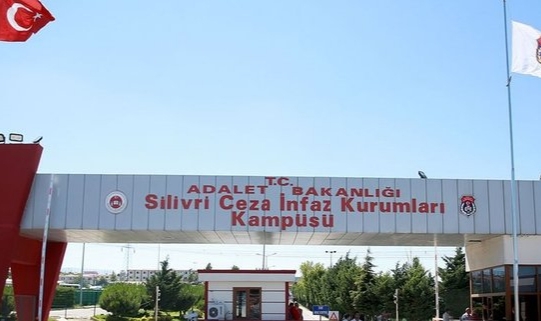 T.C.
ADALET BAKANLIĞI
Silivri Ceza İnfaz Kurumları
Kampüsü